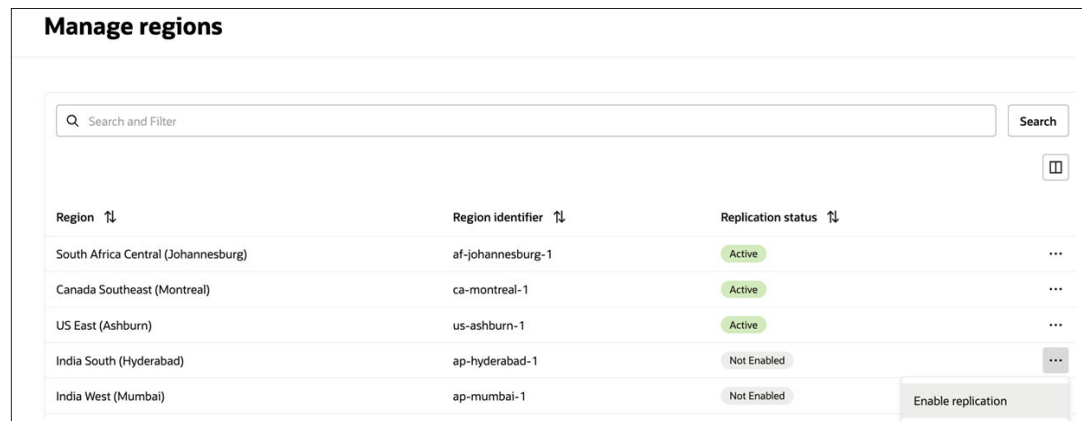 Manage regions
Search and Filter
Search
Region Region identifier Replication status
South Africa Central (Johannesburg) af-johannesburg-1 Active
Canada Southeast (Montreal) ca-montreal-1 Active
US East (Ashburn) us-ashburn-1 Active
India South (Hyderabad) ap-hyderabad-1 Not Enabled
India West (Mumbai) ap-mumbai-1 Not Enabled
Enable replication